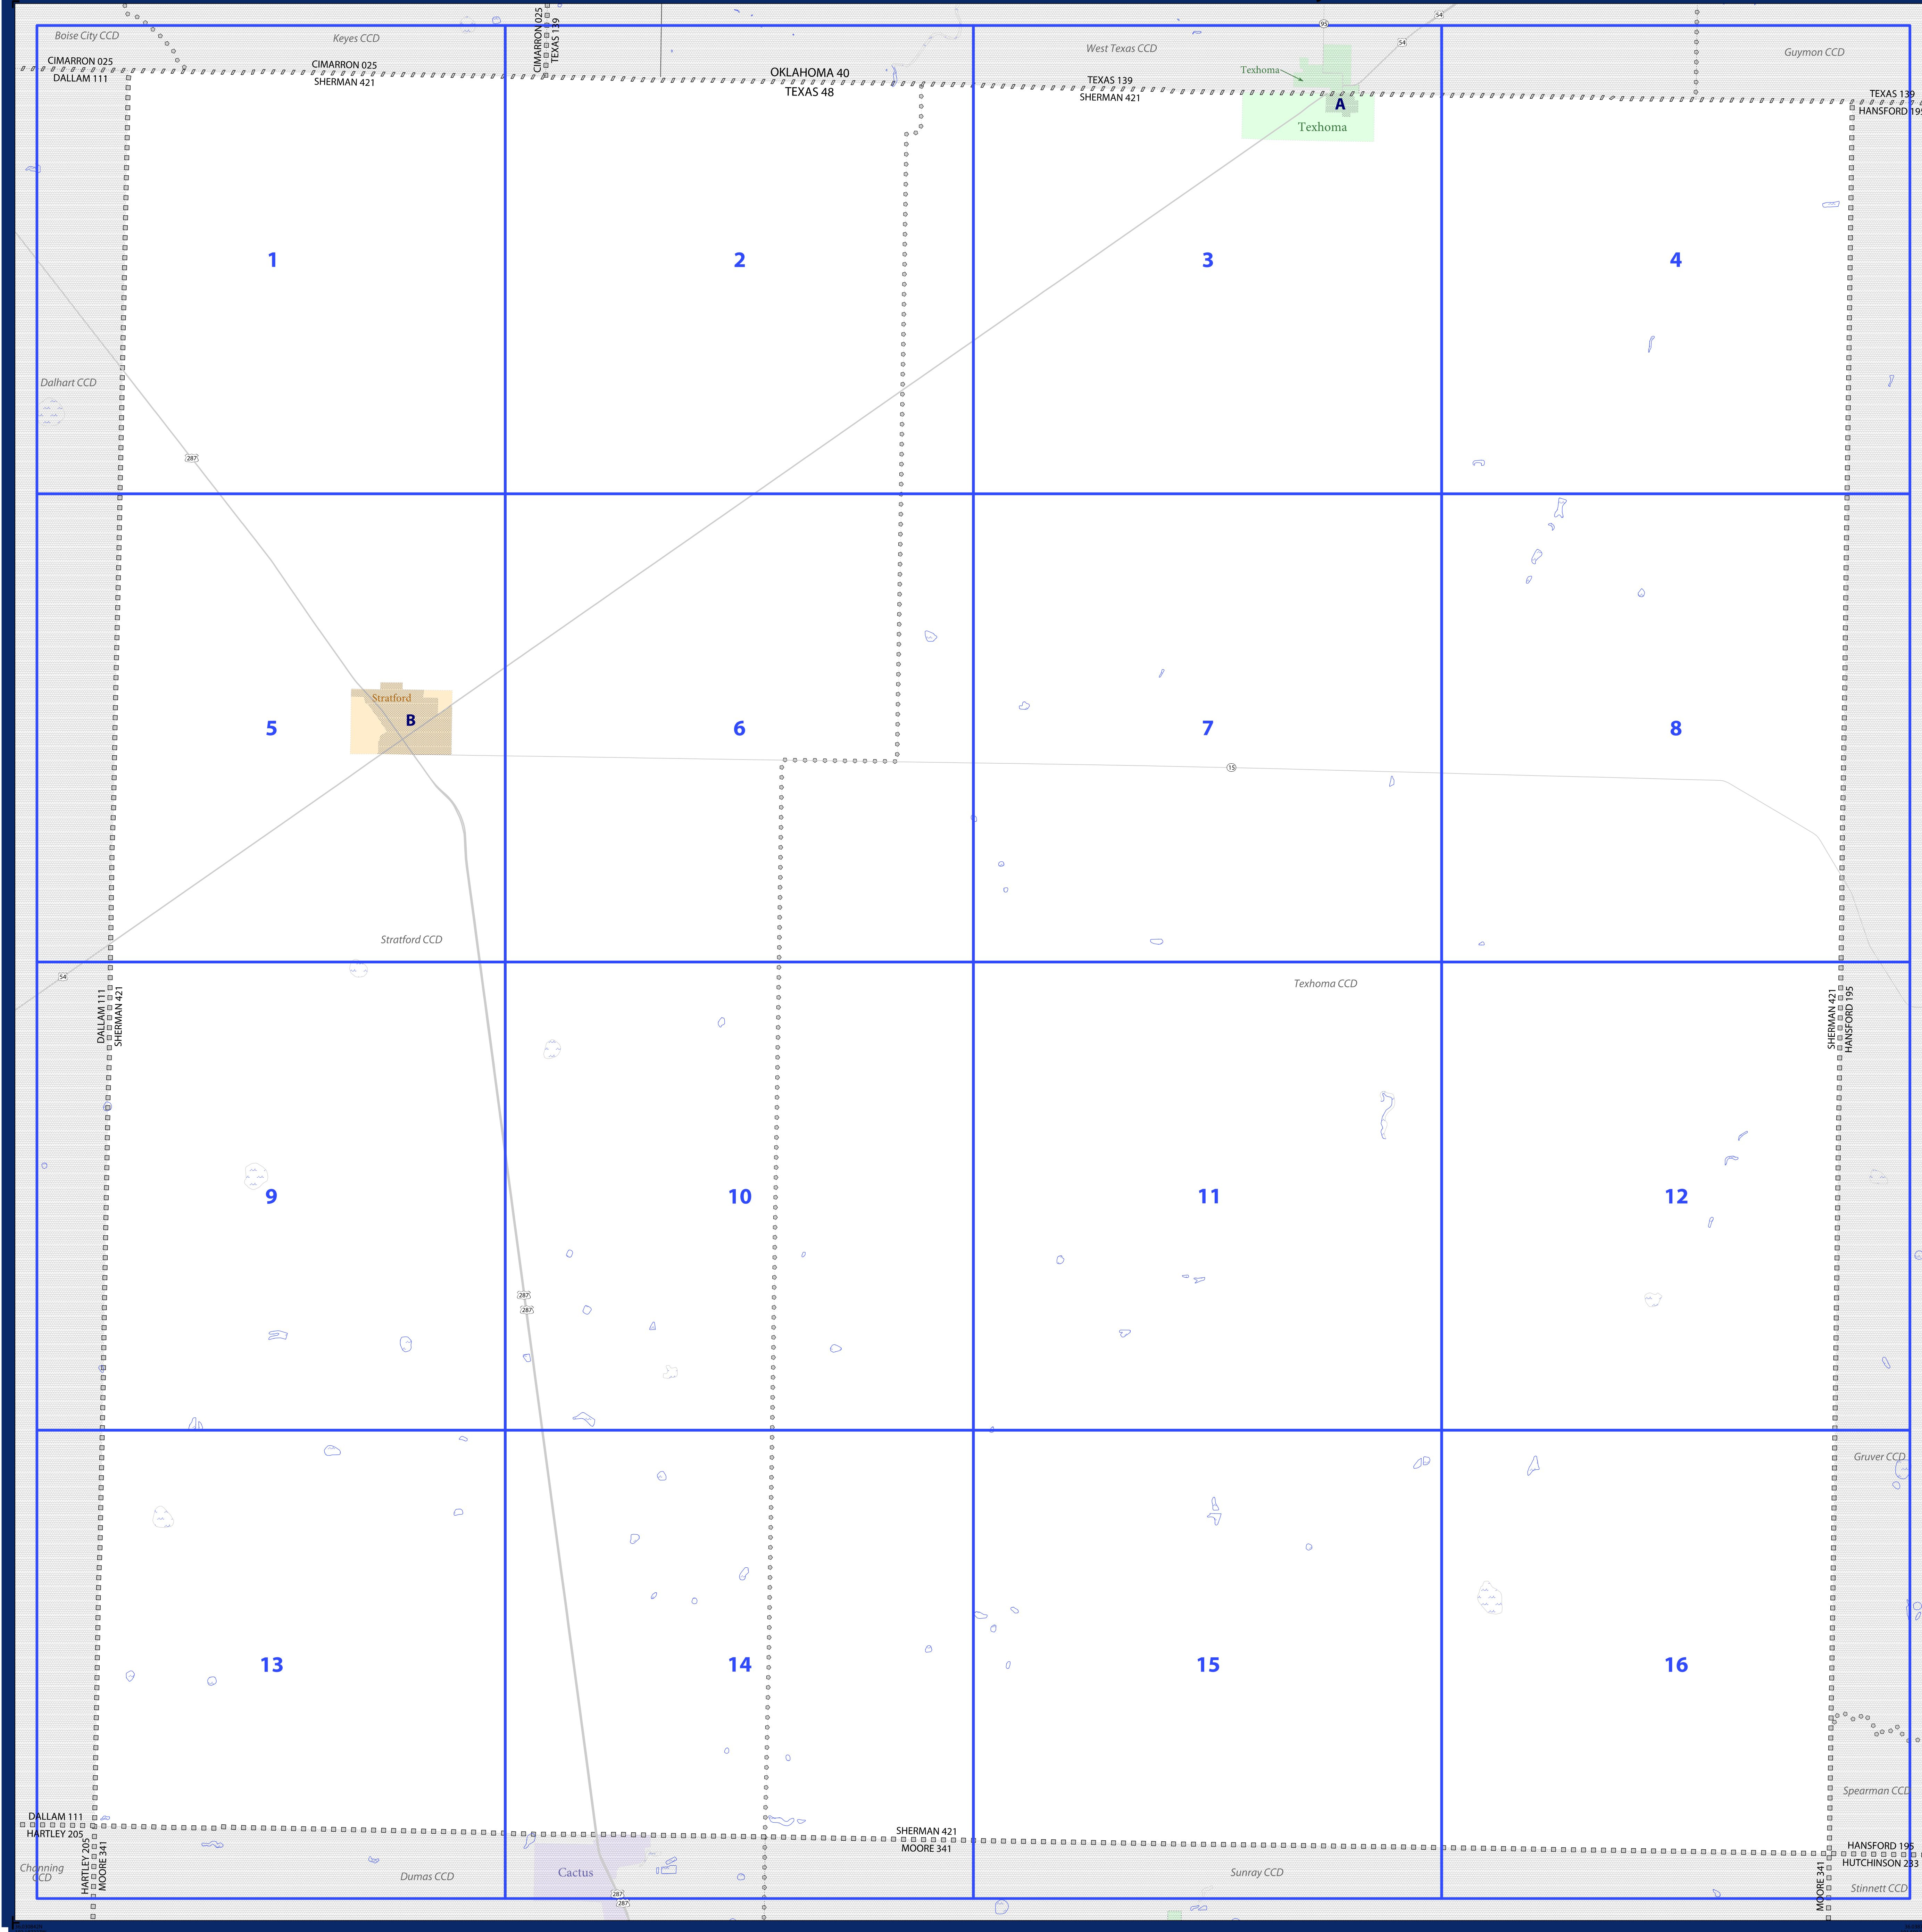 95
54
Boise City CCD
Keyes CCD
CIMARRON 025
TEXAS 139
West Texas CCD
54
Guymon CCD
CIMARRON 025
DALLAM 111
CIMARRON 025
SHERMAN 421
OKLAHOMA 40
TEXAS 48
Texhoma
TEXAS 139
SHERMAN 421
A
Texhoma
TEXAS 139
HANSFORD 195
1
2
3
4
Dalhart CCD
287
Stratford
B
5
6
7
8
15
Stratford CCD
54
Texhoma CCD
DALLAM 111
SHERMAN 421
SHERMAN 421
HANSFORD 195
9
10
11
12
287
287
Gruver CCD
13
14
15
16
Spearman CCD
DALLAM 111
HARTLEY 205
SHERMAN 421
MOORE 341
HANSFORD 195
HUTCHINSON 233
Channing
CCD
HARTLEY 205
MOORE 341
Dumas CCD
Cactus
Sunray CCD
MOORE 341
Stinnett CCD
287
287